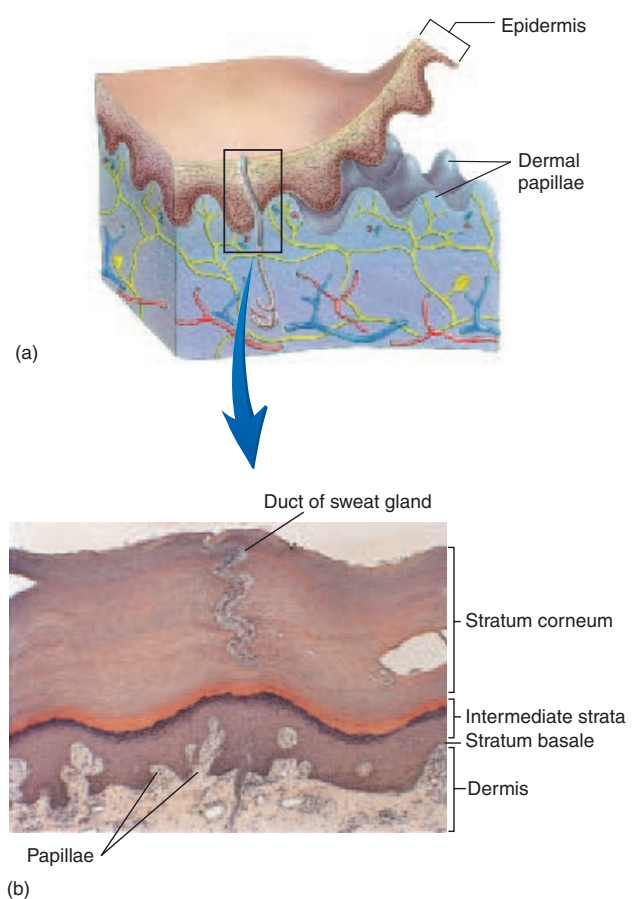 Epidermis
Dermal
papillae
(a)
Duct of sweat gland
Stratum corneum
Intermediate strata
Stratum basale
Dermis
Papillae
(b)